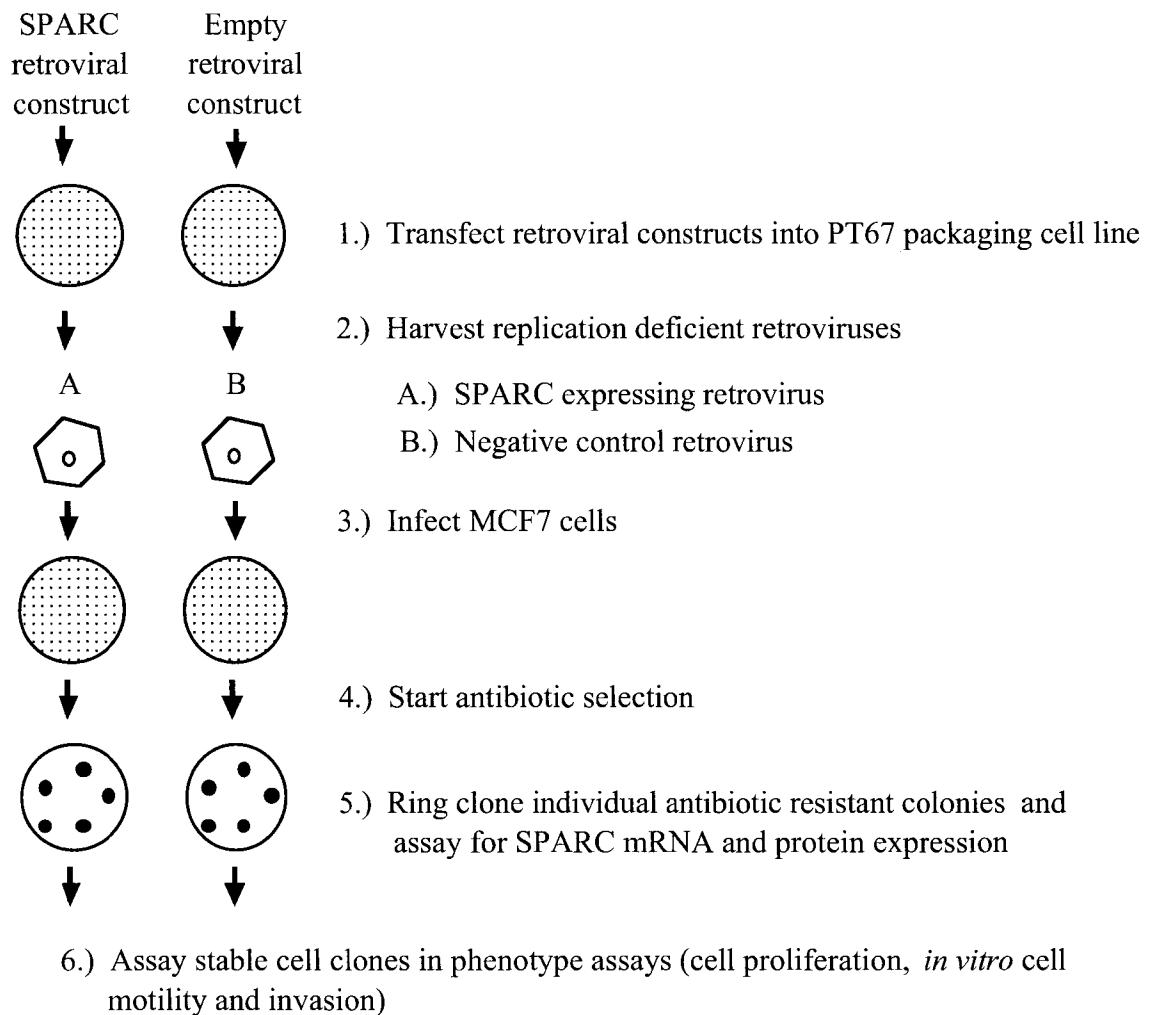 SPARC
retroviral
construct
Empty
retroviral
construct
1.) Transfect retroviral constructs into PT67 packaging cell line
2.) Harvest replication deficient retroviruses
A
B
A.) SPARC expressing retrovirus
B.) Negative control retrovirus
3.) Infect MCF7 cells
4.) Start antibiotic selection
5.) Ring clone individual antibiotic resistant colonies and
assay for SPARC mRNA and protein expression
6.) Assay stable cell clones in phenotype assays (cell proliferation, in vitro cell
motility and invasion)